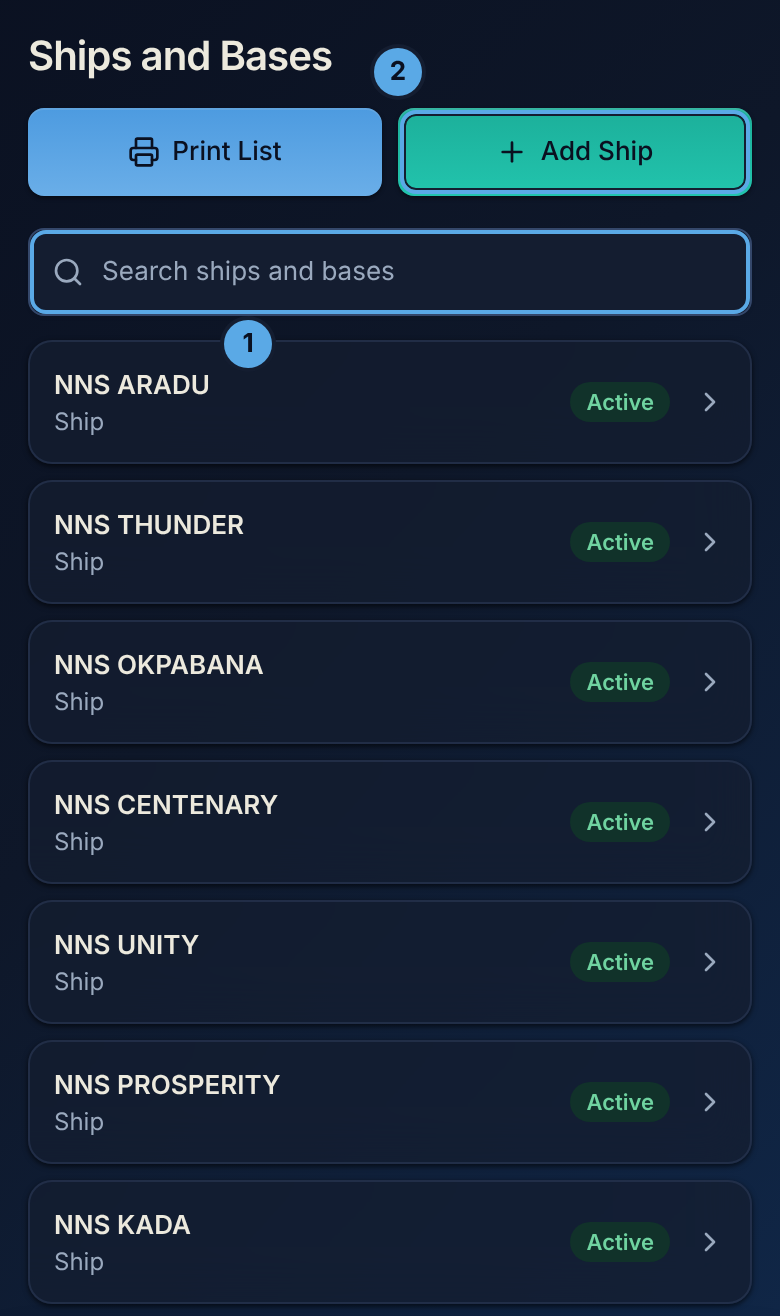 Ships and Bases
2
Print List
Add Ship
Search ships and bases
1
NNS ARADU
Ship
Active
NNS THUNDER
Ship
Active
NNS OKPABANA
Ship
Active
NNS CENTENARY
Ship
Active
NNS UNITY
Ship
Active
NNS PROSPERITY
Ship
Active
NNS KADA
Ship
Active